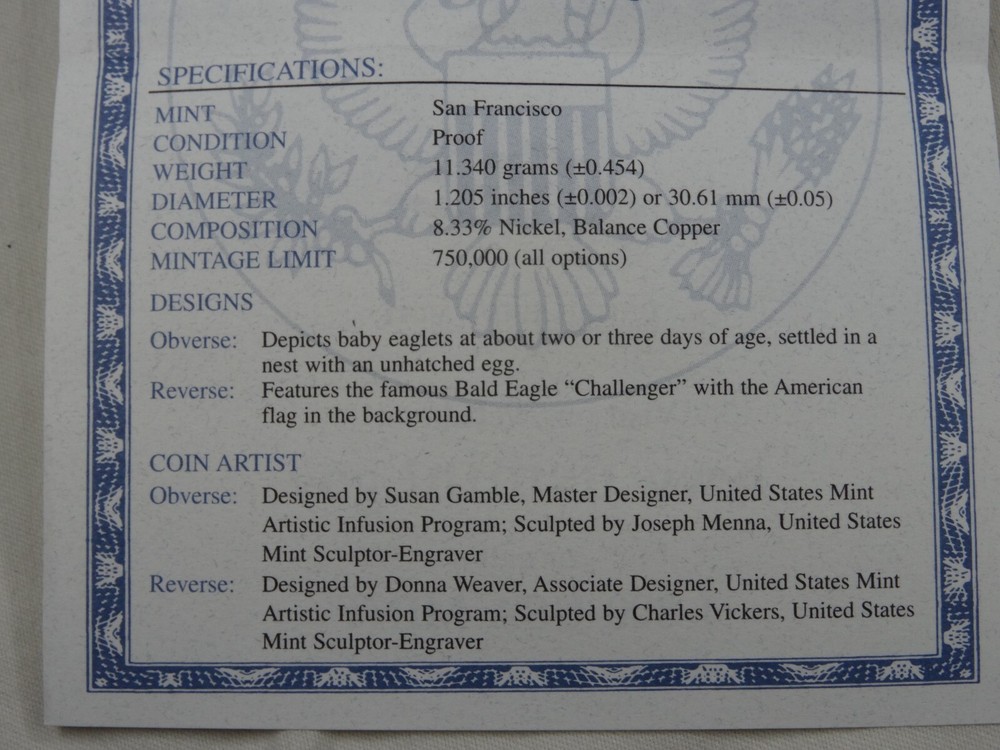 SPECIFICATIONS:
MINT San Francisco
CONDITION Proof
WEIGHT 11.340 grams (±0.454)
DIAMETER 1.205 inches (±0.002) or 30.61 mm (±0.05)
COMPOSITION 8.33% Nickel, Balance Copper
MINTAGE LIMIT 750,000 (all options)
DESIGNS
Obverse: Depicts baby eaglets at about two or three days of age, settled in a
nest with an unhatched egg.
Reverse: Features the famous Bald Eagle “Challenger” with the American
flag in the background.
COIN ARTIST
Obverse: Designed by Susan Gamble, Master Designer, United States Mint
Artistic Infusion Program; Sculpted by Joseph Menna, United States
Mint Sculptor-Engraver
Reverse: Designed by Donna Weaver, Associate Designer, United States Mint
Artistic Infusion Program; Sculpted by Charles Vickers, United States
Mint Sculptor-Engraver